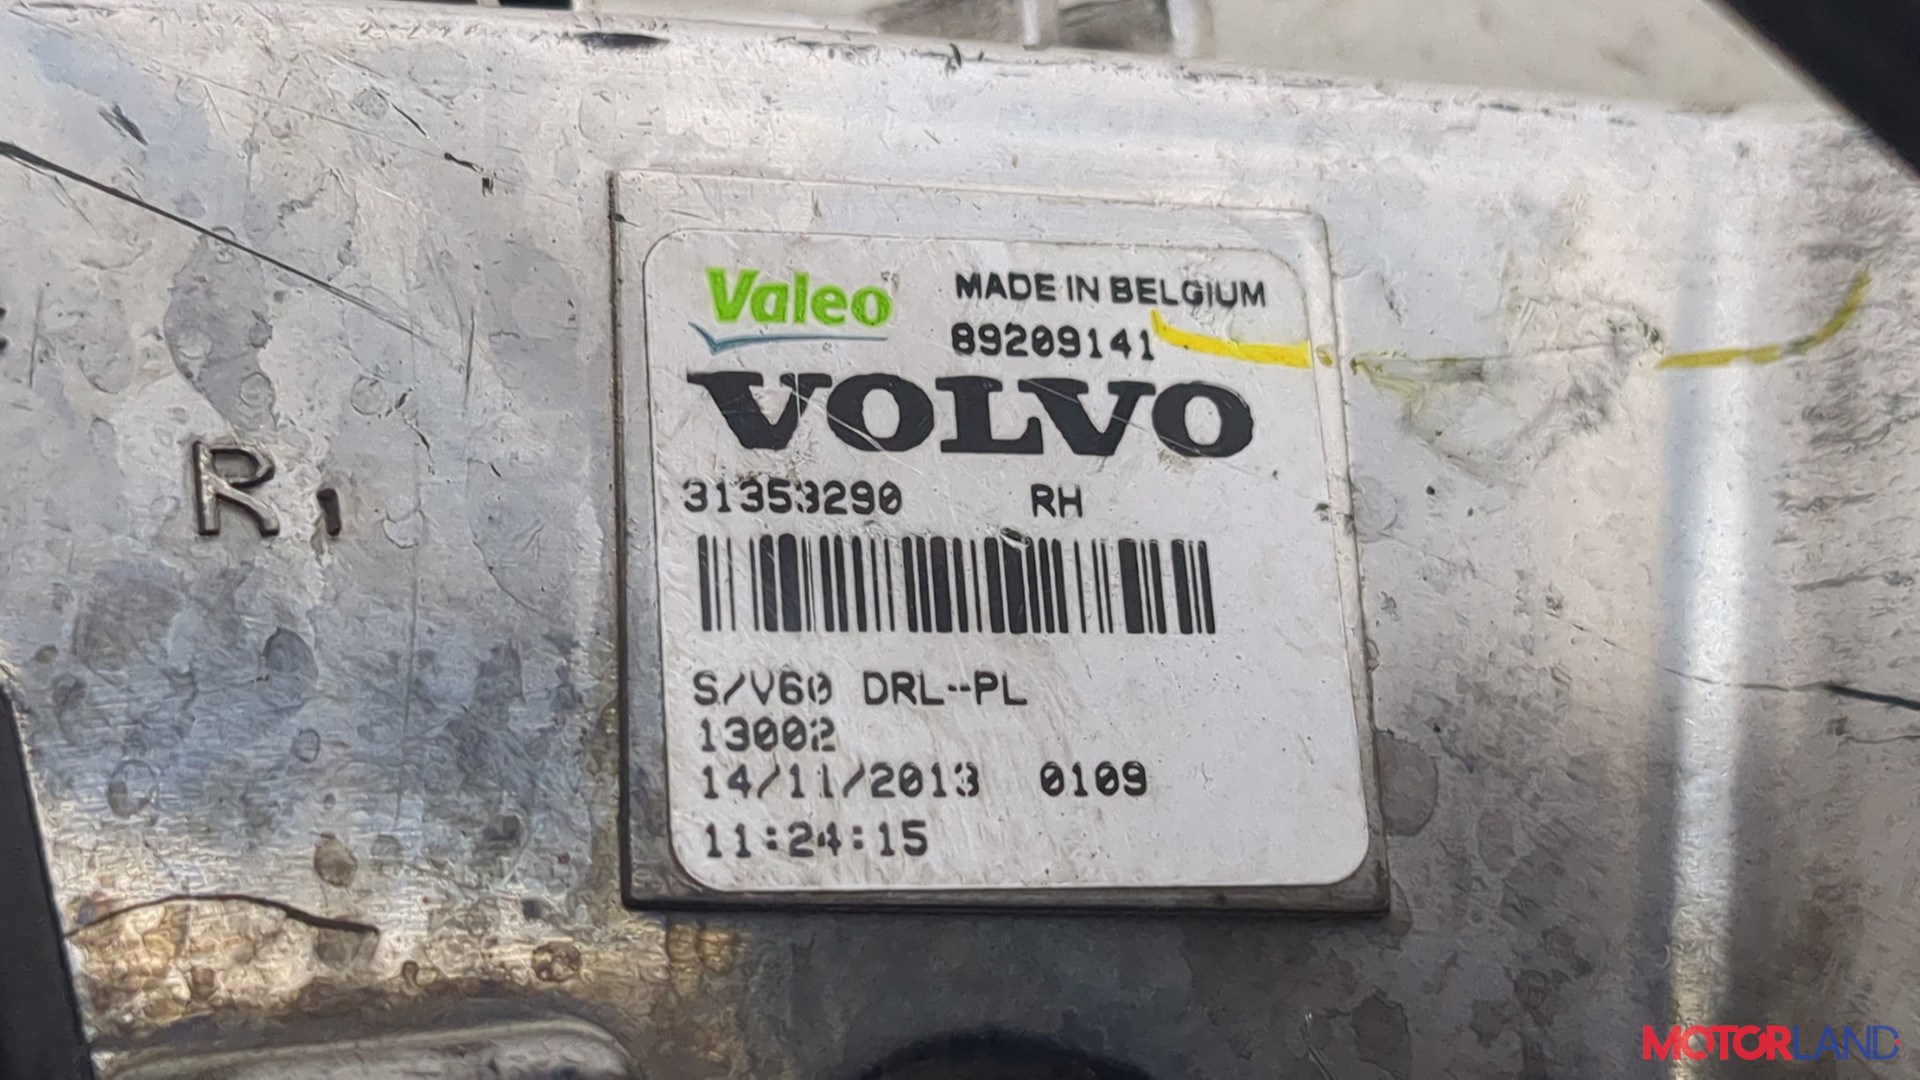 Valeo MADE IN BELGIUM
89209141
VOLVO
31353290 RH
S/V60 DRL--PL
13002
14/11/2013 0109
11:24:15
R1
MOTORLAND